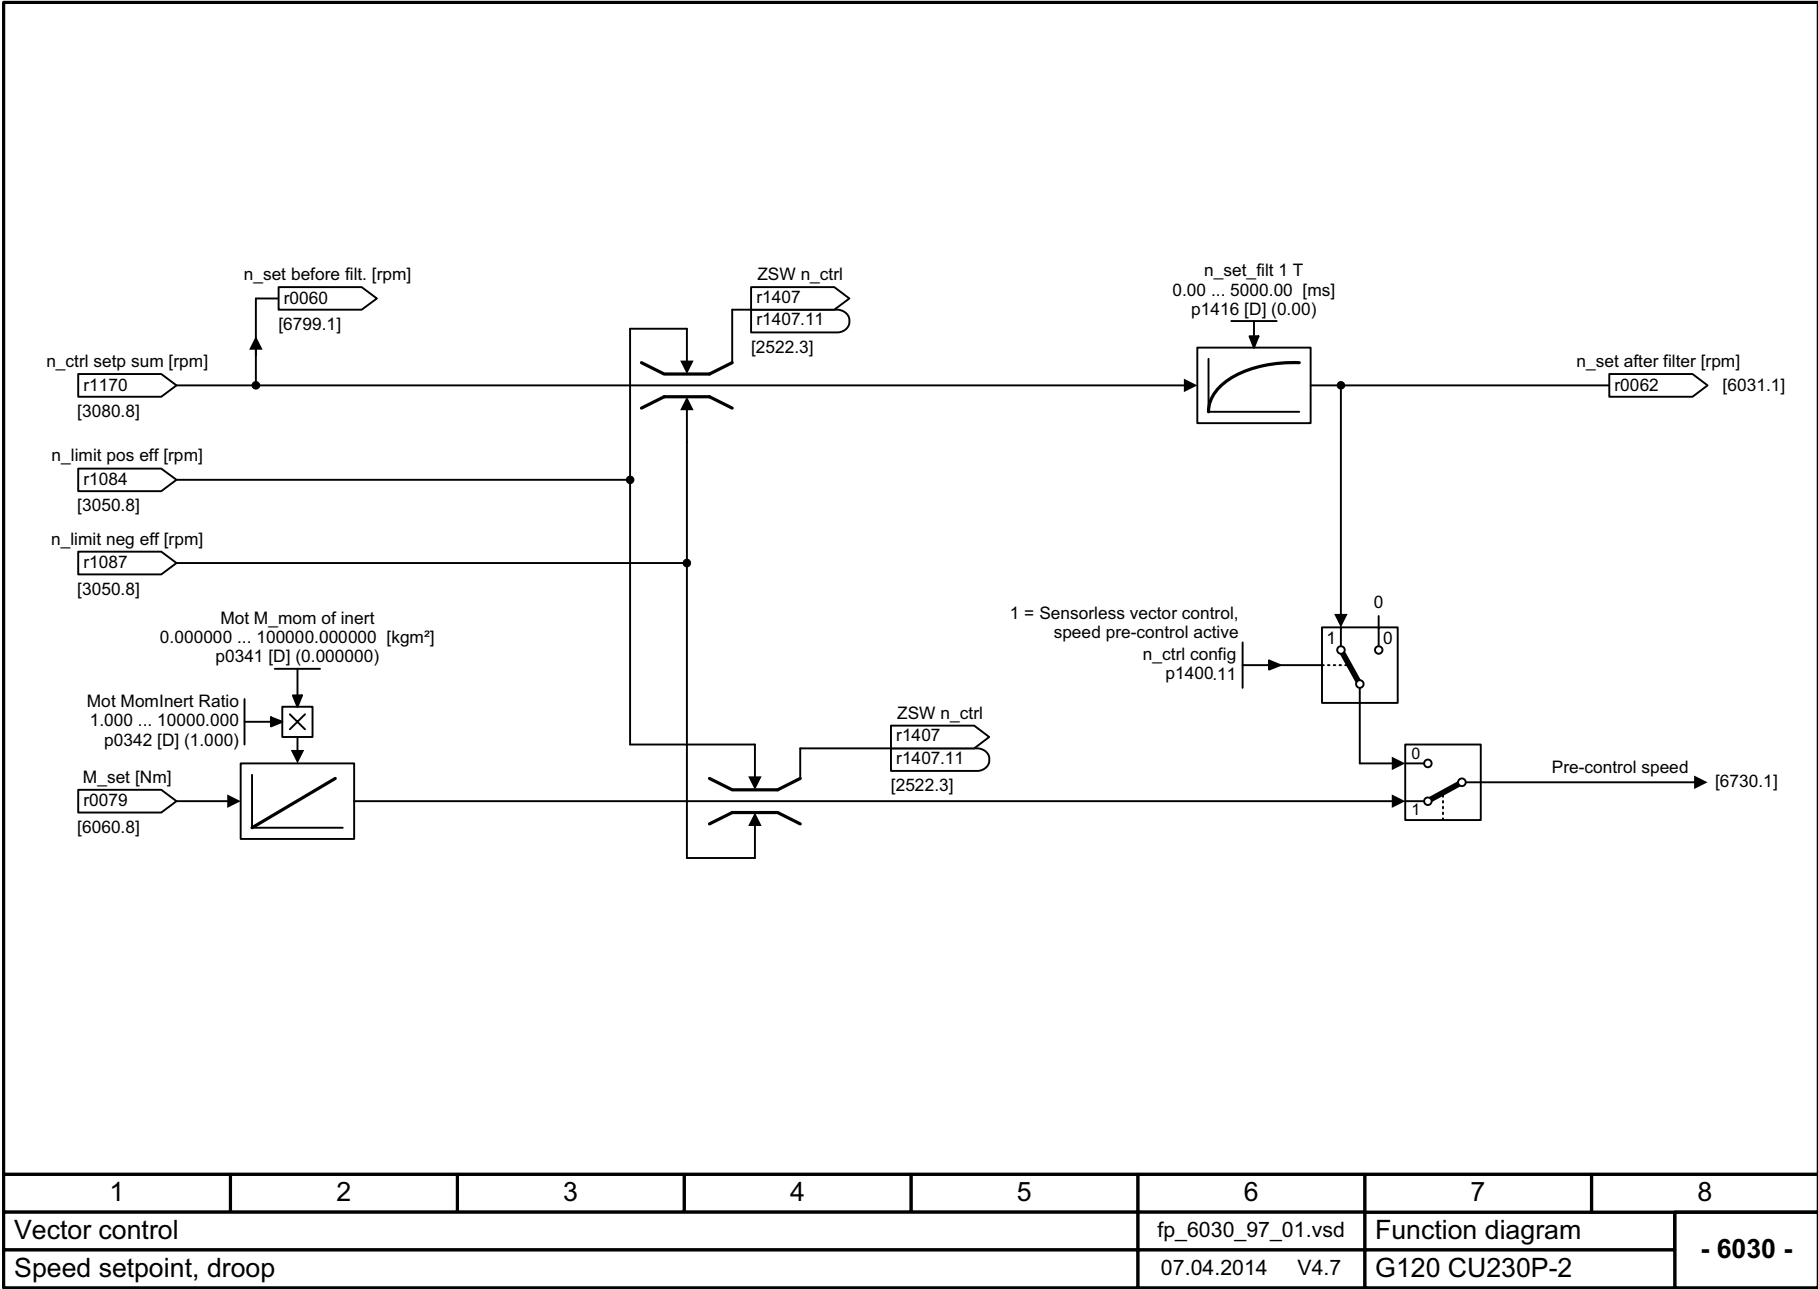 n_set before filt. [rpm]
r0060
[6799.1]
ZSW n_ctrl
r1407
r1407.11
[2522.3]
n_set_filt 1 T
0.00 ... 5000.00 [ms]
p1416 [D] (0.00)
n_ctrl setp sum [rpm]
r1170
[3080.8]
n_set after filter [rpm]
r0062
[6031.1]
n_limit pos eff [rpm]
r1084
[3050.8]
n_limit neg eff [rpm]
r1087
[3050.8]
Mot M_mom of inert
0.000000 ... 100000.000000 [kgm²]
p0341 [D] (0.000000)
Mot MomInert Ratio
1.000 ... 10000.000
p0342 [D] (1.000)
M_set [Nm]
r0079
[6060.8]
1 = Sensorless vector control,
speed pre-control active
n_ctrl config
p1400.11
0
1
0
ZSW n_ctrl
r1407
r1407.11
[2522.3]
0
1
Pre-control speed
[6730.1]
1 2 3 4 5 6 7 8
Vector control
fp_6030_97_01.vsd
Function diagram
- 6030 -
Speed setpoint, droop
07.04.2014 V4.7
G120 CU230P-2